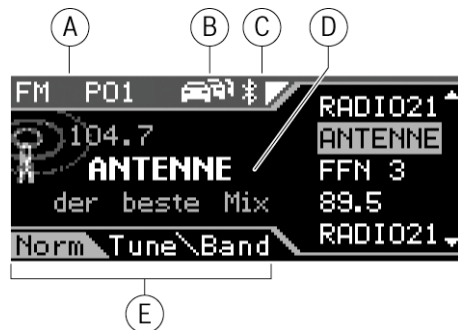 A B C D
FM P01
104.7
ANTENNE
der beste Mix
Norm Tune Band
RADIO21
ANTENNE
FFN 3
89.5
RADIO21
E